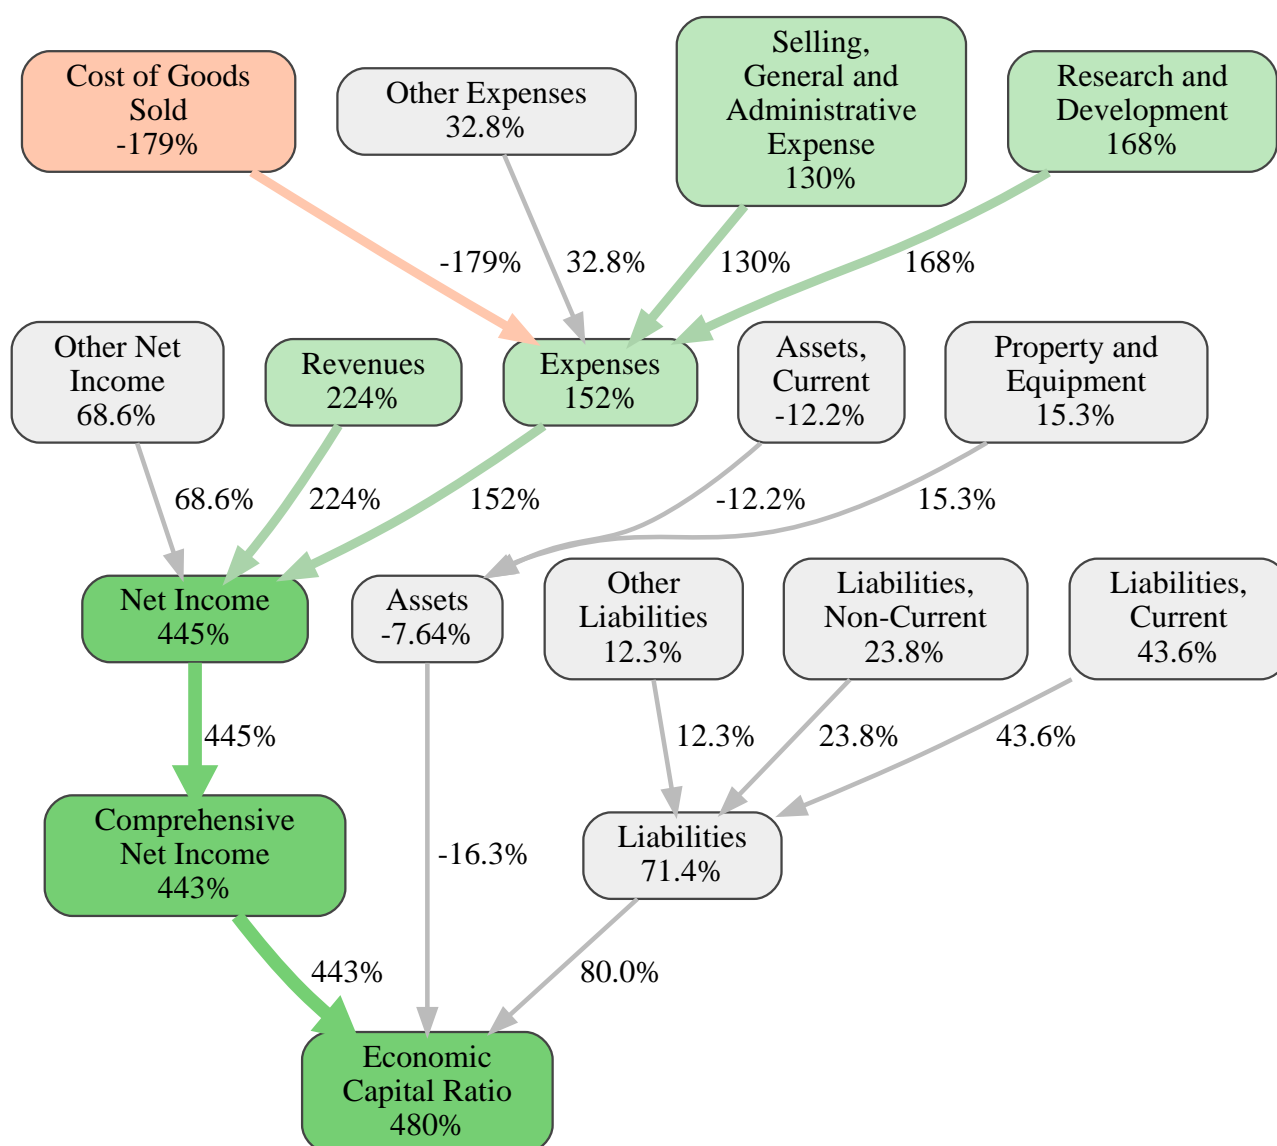 Cost of Goods
Sold
-179%
Other Expenses
32.8%
Selling,
General and
Administrative
Expense
130%
Research and
Development
168%
-179%
32.8%
130%
168%
Other Net
Income
68.6%
Revenues
224%
Expenses
152%
Assets,
Current
-12.2%
Property and
Equipment
15.3%
68.6%
224%
152%
-12.2%
15.3%
Net Income
445%
Assets
-7.64%
Other
Liabilities
12.3%
Liabilities,
Non-Current
23.8%
Liabilities,
Current
43.6%
445%
12.3%
23.8%
43.6%
Comprehensive
Net Income
443%
-16.3%
Liabilities
71.4%
443%
80.0%
Economic
Capital Ratio
480%